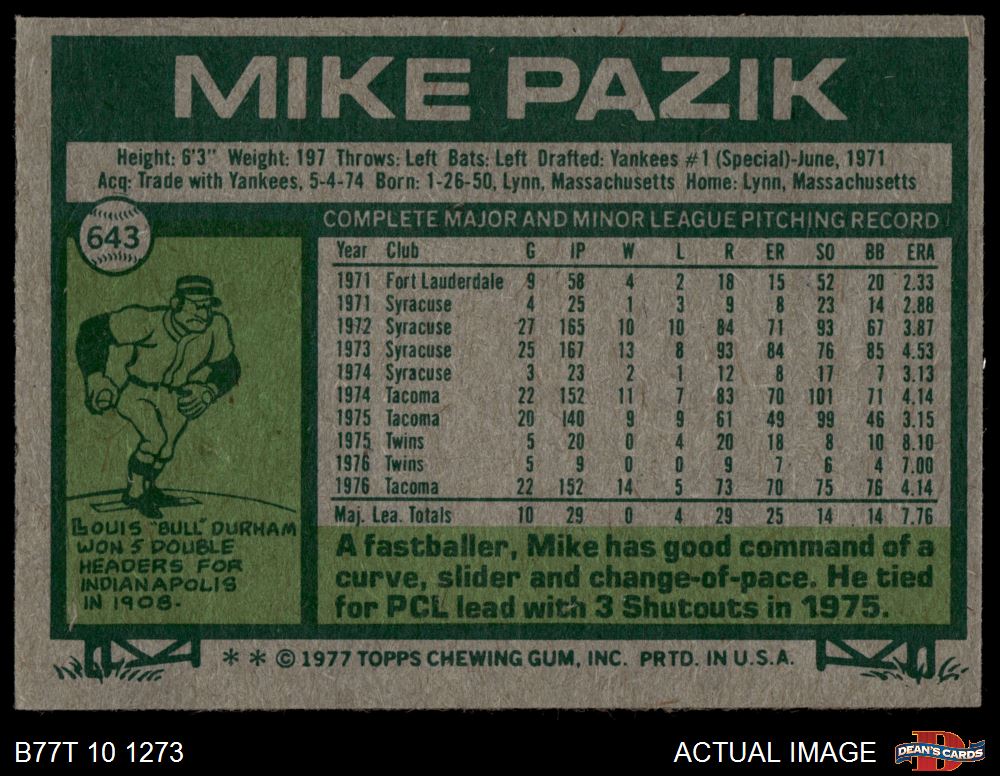 MIKE PAZIK
Height: 6'3" Weight: 197 Throws: Left Bats: Left Drafted: Yankees #1 (Special)-June, 1971
Acq: Trade with Yankees, 5-4-74 Born: 1-26-50, Lynn, Massachusetts Home: Lynn, Massachusetts
643
COMPLETE MAJOR AND MINOR LEAGUE PITCHING RECORD
Year Club G IP W L R ER SO BB ERA
1971 Fort Lauderdale 9 58 4 2 18 15 52 20 2.33
1971 Syracuse 4 25 1 3 9 8 23 14 2.88
1972 Syracuse 27 165 10 10 84 71 93 67 3.87
1973 Syracuse 25 167 13 8 93 84 76 85 4.53
1974 Syracuse 3 23 2 1 12 8 17 7 3.13
1974 Tacoma 22 152 11 7 83 70 101 71 4.14
1975 Tacoma 20 140 9 9 61 49 99 46 3.15
1975 Twins 5 20 0 4 20 18 8 10 8.10
1976 Twins 5 9 0 0 9 7 6 4 7.00
1976 Tacoma 22 152 14 5 73 70 75 76 4.14
Maj. Lea. Totals 10 29 0 4 29 25 14 14 7.76
LOUIS "BULL" DURHAM
WON 5 DOUBLE
HEADERS FOR
INDIANAPOLIS
IN 1908.
A fastballer, Mike has good command of a
curve, slider and change-of-pace. He tied
for PCL lead with 3 Shutouts in 1975.
* * © 1977 TOPPS CHEWING GUM, INC. PRTD. IN U.S.A.
B77T 10 1273
ACTUAL IMAGE
DEAN'S CARDS